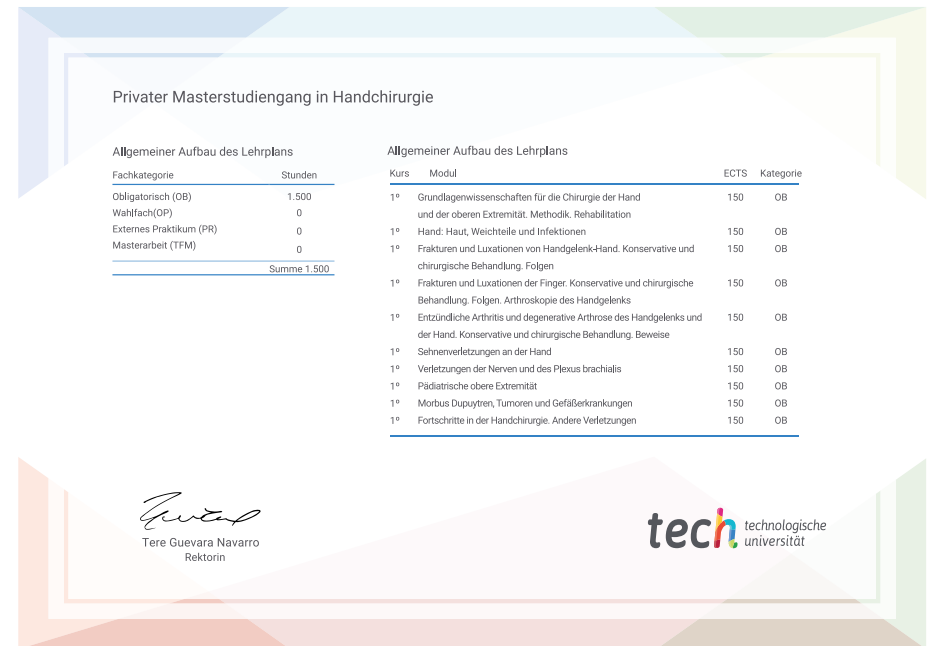 Privater Masterstudiengang in Handchirurgie
Allgemeiner Aufbau des Lehrplans
Fachkategorie Stunden
Obligatorisch (OB) 1.500
Wahlfach(OP) 0
Externes Praktikum (PR) 0
Masterarbeit (TFM) 0
Summe 1.500
Allgemeiner Aufbau des Lehrplans
Kurs Modul ECTS Kategorie
1º Grundlagenwissenschaften für die Chirurgie der Hand 150 OB
und der oberen Extremität. Methodik. Rehabilitation
1º Hand: Haut, Weichteile und Infektionen 150 OB
1º Frakturen und Luxationen von Handgelenk-Hand. Konservative und 150 OB
chirurgische Behandlung. Folgen
1º Frakturen und Luxationen der Finger. Konservative und chirurgische 150 OB
Behandlung. Folgen. Arthroskopie des Handgelenks
1º Entzündliche Arthritis und degenerative Arthrose des Handgelenks und 150 OB
der Hand. Konservative und chirurgische Behandlung. Beweise
1º Sehnenverletzungen an der Hand 150 OB
1º Verletzungen der Nerven und des Plexus brachialis 150 OB
1º Pädiatrische obere Extremität 150 OB
1º Morbus Dupuytren, Tumoren und Gefäßerkrankungen 150 OB
1º Fortschritte in der Handchirurgie. Andere Verletzungen 150 OB
Tere Guevara Navarro
Rektorin
tech technologische
universität